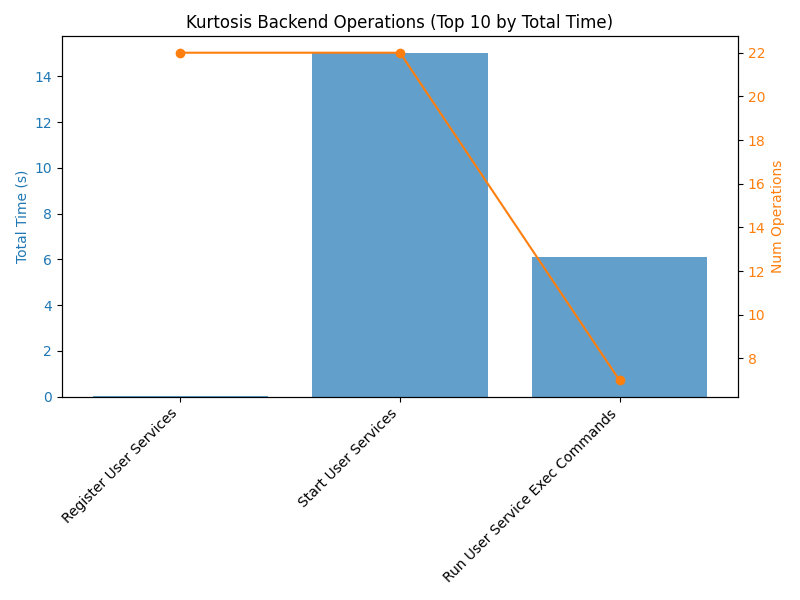 Kurtosis Backend Operations (Top 10 by Total Time)
Total Time (s)
14
12
10
8
6
4
2
0
22
20
18
16
14
12
10
8
Num Operations
Register User Services
Start User Services
Run User Service Exec Commands